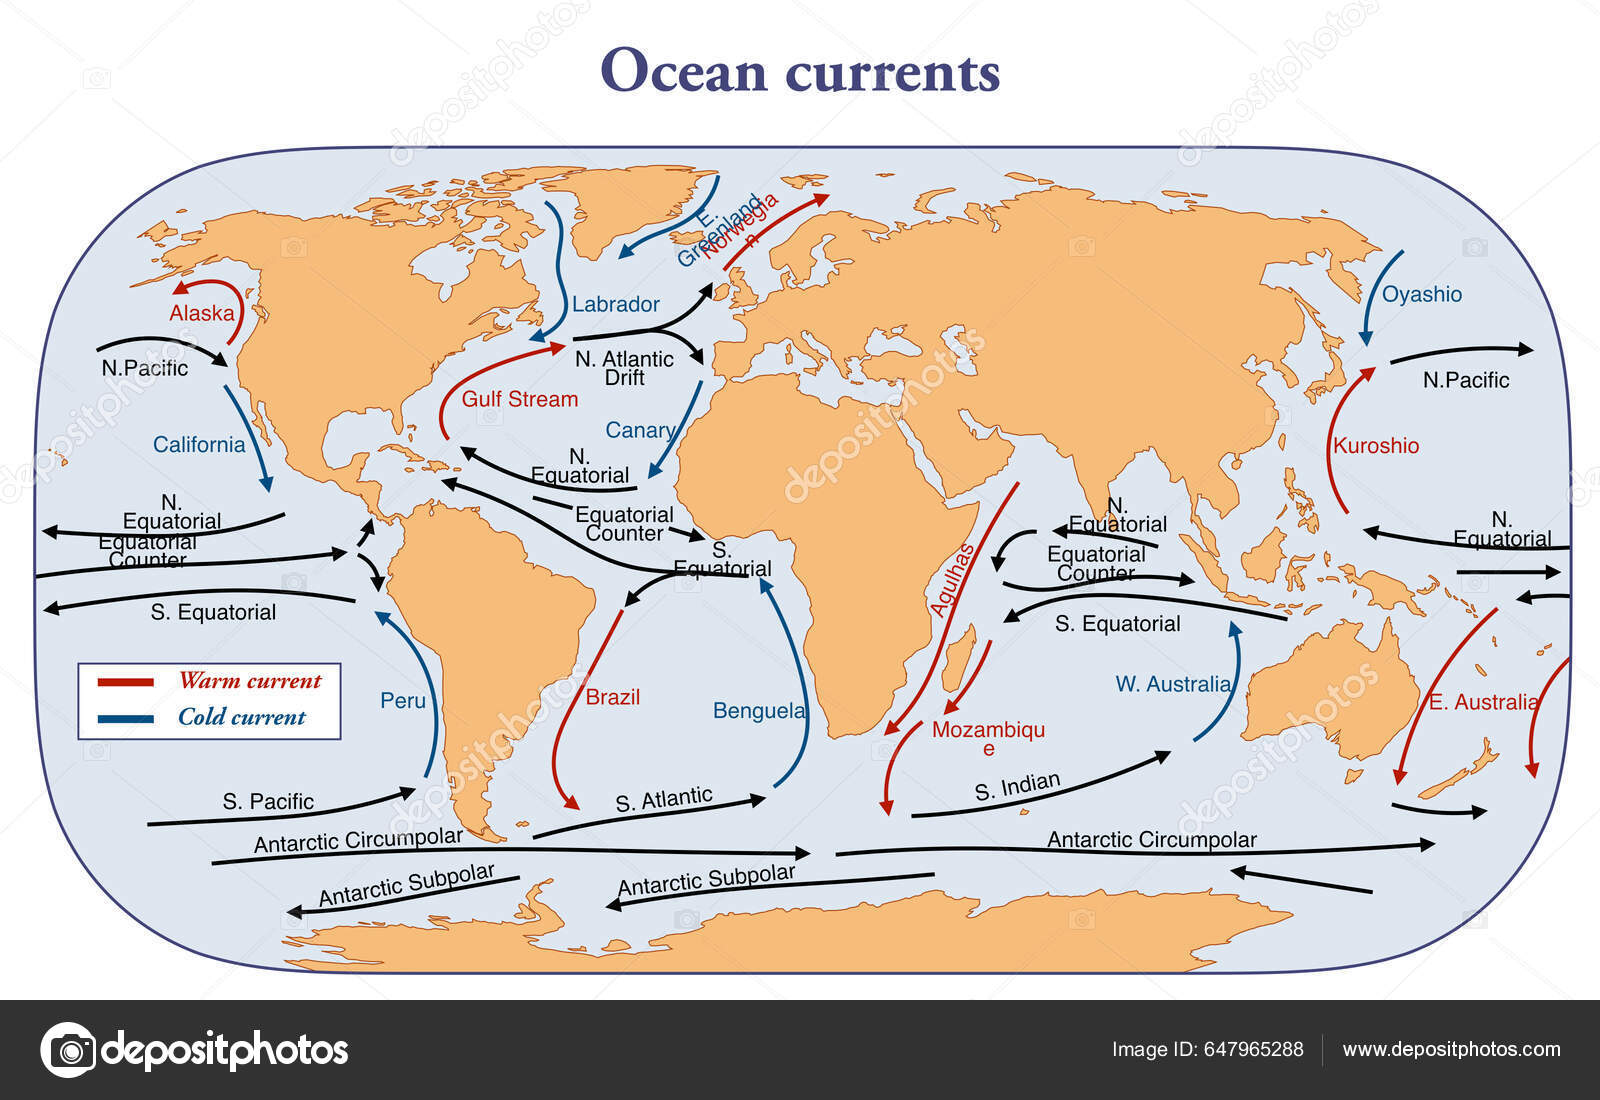 Ocean currents
E.
Greenland
Norwegia
n
Alaska
Labrador
Oyashio
N.Pacific
N. Atlantic
Drift
N.Pacific
Gulf Stream
California
Canary
Kuroshio
N.
Equatorial
N.
Equatorial
Equatorial
Counter
Equatorial
Counter
N.
Equatorial
N.
Equatorial
S.
Equatorial
Equatorial
Counter
Agulhas
S. Equatorial
S. Equatorial
Warm current
Cold current
Peru
Brazil
Benguela
W. Australia
E. Australia
Mozambiqu
e
S. Pacific
S. Atlantic
S. Indian
Antarctic Circumpolar
Antarctic Circumpolar
Antarctic Subpolar
Antarctic Subpolar
depositphotos
Image ID: 647965288
www.depositphotos.com